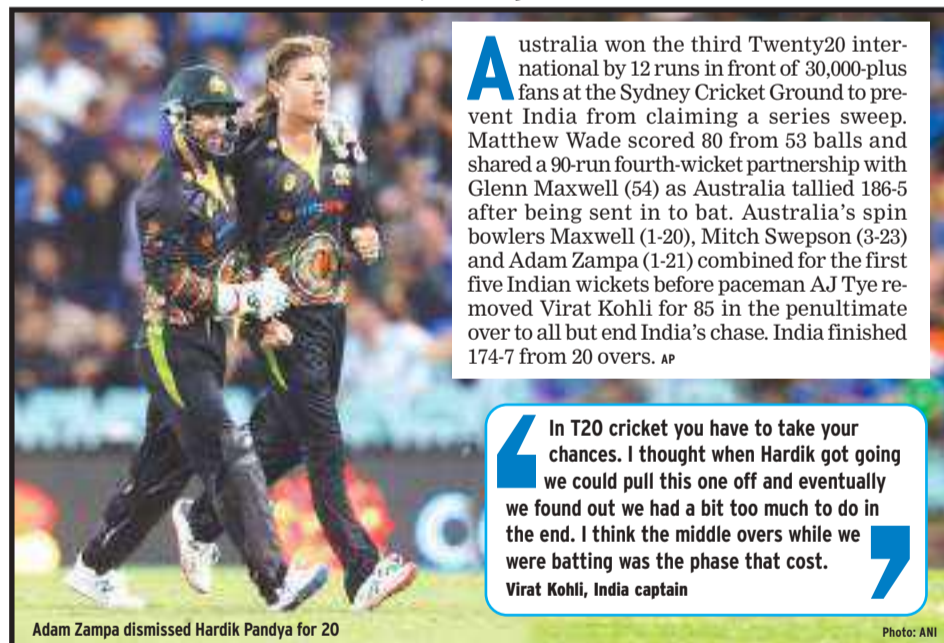 Australia won the third Twenty20 inter-
national by 12 runs in front of 30,000-plus
fans at the Sydney Cricket Ground to pre-
vent India from claiming a series sweep.
Matthew Wade scored 80 from 53 balls and
shared a 90-run fourth-wicket partnership with
Glenn Maxwell (54) as Australia tallied 186-5
after being sent in to bat. Australia’s spin
bowlers Maxwell (1-20), Mitch Swepson (3-23)
and Adam Zampa (1-21) combined for the first
five Indian wickets before paceman AJ Tye re-
moved Virat Kohli for 85 in the penultimate
over to all but end India’s chase. India finished
174-7 from 20 overs. AP
‘In T20 cricket you have to take your
chances. I thought when Hardik got going
we could pull this one off and eventually
we found out we had a bit too much to do in
the end. I think the middle overs while we
were batting was the phase that cost.’
Virat Kohli, India captain
Adam Zampa dismissed Hardik Pandya for 20
Photo: ANI